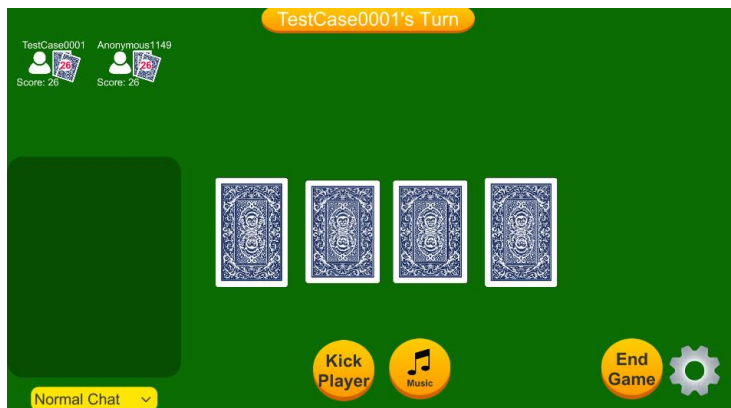 TestCase0001's Turn
TestCase0001 Anonymous1149
26 26
Score: 26 Score: 26
Kick
Player
Music
End
Game
Normal Chat